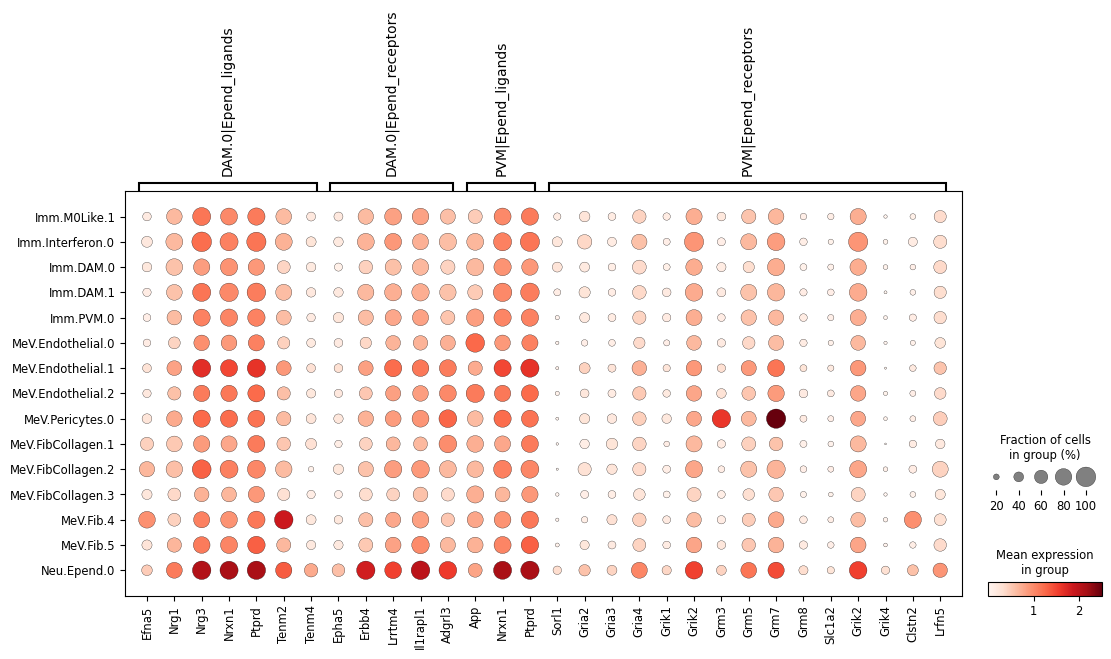 DAM.0|Epend_ligands
DAM.0|Epend_receptors
PVM|Epend_ligands
PVM|Epend_receptors
Imm.M0Like.1
Imm.Interferon.0
Imm.DAM.0
Imm.DAM.1
Imm.PVM.0
MeV.Endothelial.0
MeV.Endothelial.1
MeV.Endothelial.2
MeV.Pericytes.0
MeV.FibCollagen.1
MeV.FibCollagen.2
MeV.FibCollagen.3
MeV.Fib.4
MeV.Fib.5
Neu.Epend.0
Efna5
Nrg1
Nrg3
Nrxn1
Ptprd
Tenm2
Tenm4
Epha5
Erbb4
Lrrtm4
Il1rapl1
Adgrl3
App
Nrxn1
Ptprd
Sorl1
Gria2
Gria3
Gria4
Grik1
Grik2
Grm3
Grm5
Grm7
Grm8
Slc1a2
Grik2
Grik4
Clstn2
Lrfn5
Fraction of cells
in group (%)
20 40 60 80 100
Mean expression
in group
1 2